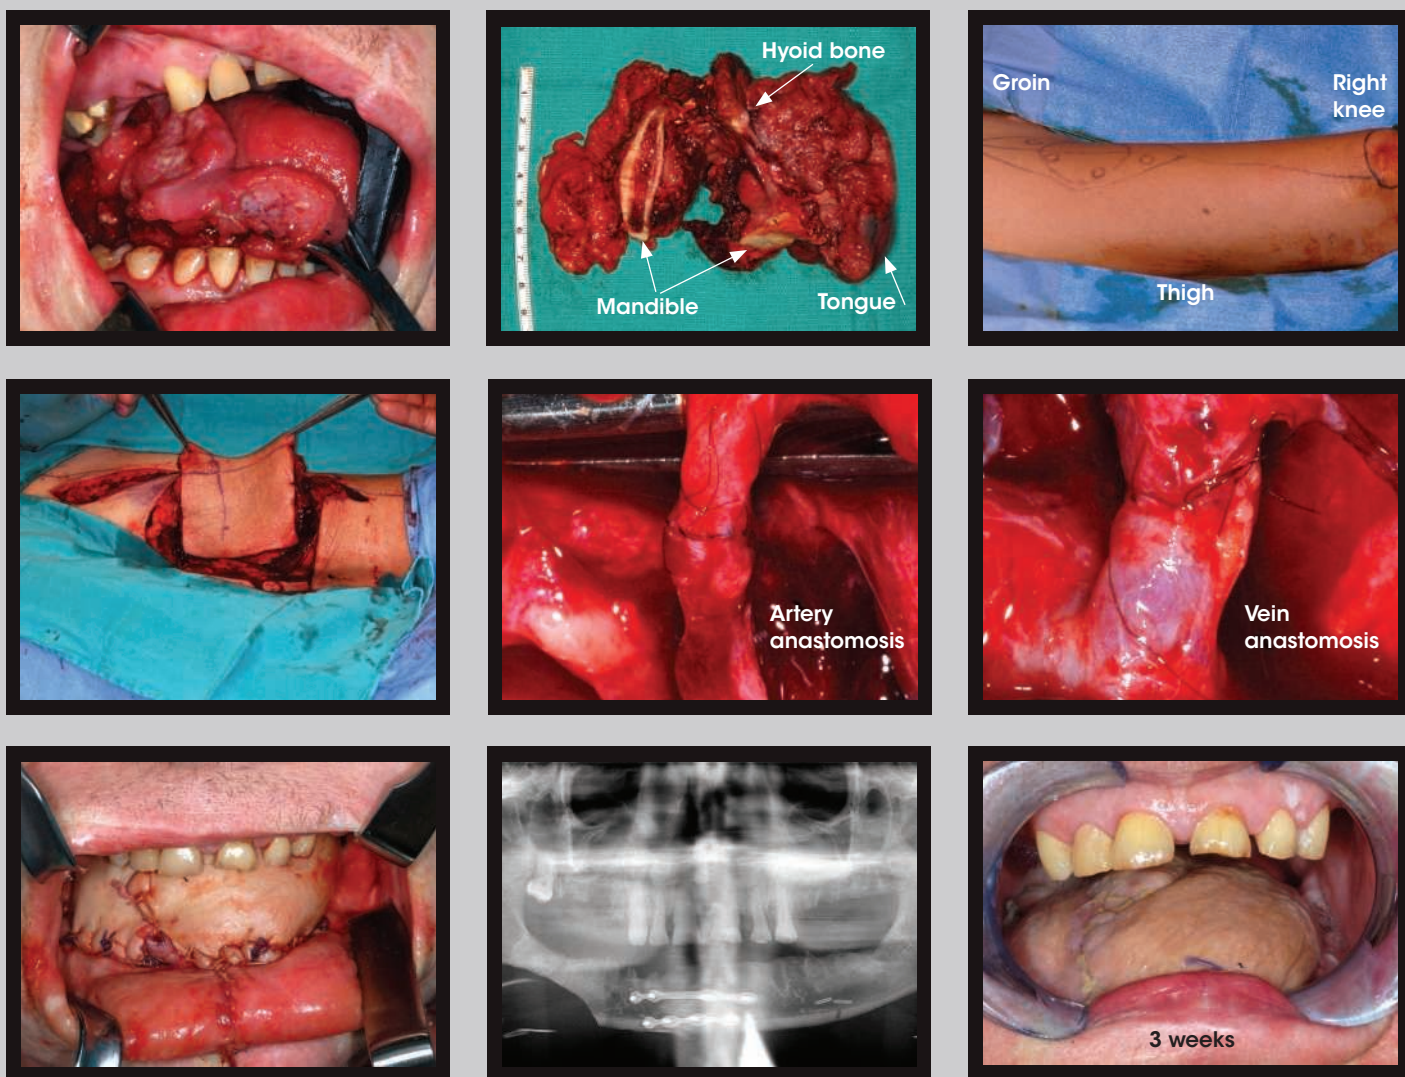 Hyoid bone
Mandible
Tongue
Groin
Right
knee
Thigh
Artery
anastomosis
Vein
anastomosis
3 weeks